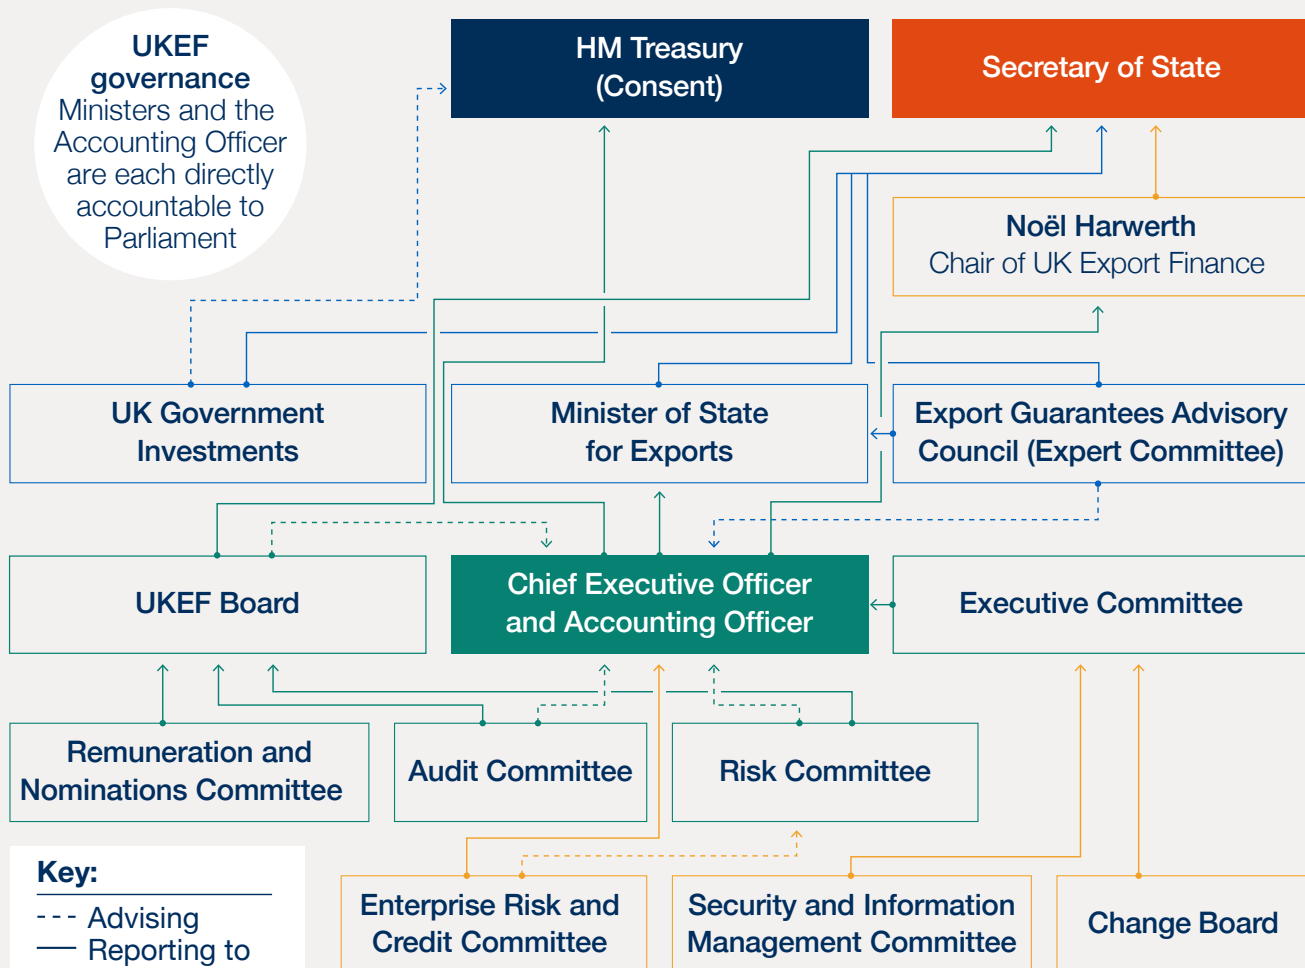 UKEF
governance
Ministers and the
Accounting Officer
are each directly
accountable to
Parliament
HM Treasury
(Consent)
Secretary of State
Noël Harwerth
Chair of UK Export Finance
UK Government
Investments
Minister of State
for Exports
Export Guarantees Advisory
Council (Expert Committee)
UKEF Board
Chief Executive Officer
and Accounting Officer
Executive Committee
Remuneration and
Nominations Committee
Audit Committee
Risk Committee
Key:
Advising
Reporting to
Enterprise Risk and
Credit Committee
Security and Information
Management Committee
Change Board